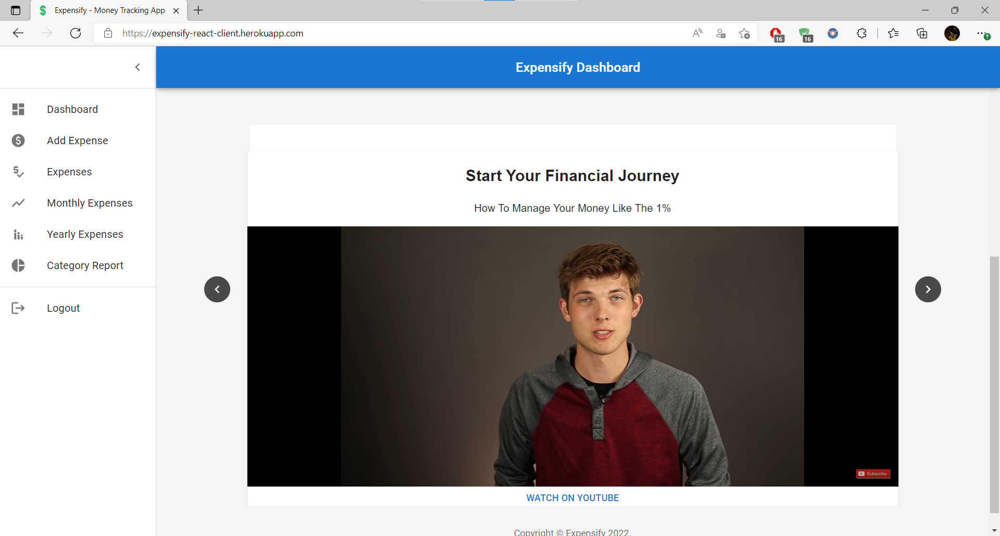 Expensify - Money Tracking App
https://expensify-react-client.herokuapp.com
16
16
Expensify Dashboard
Dashboard
Add Expense
Expenses
Monthly Expenses
Yearly Expenses
Category Report
Logout
Start Your Financial Journey
How To Manage Your Money Like The 1%
Subscribe
WATCH ON YOUTUBE
Copyright © Expensify 2022.